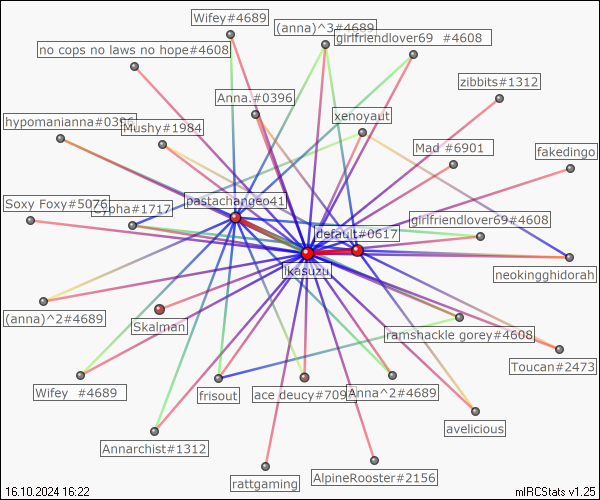 Wifey#4689
(anna)^3#4689
girlfriendlover69 #4608
no cops no laws no hope#4608
zibbits#1312
Anna.#0396
xenoyaut
hypomanianna#0396
Mushy#1984
Mad #6901
fakedingo
pastachangeo41
Soxy Foxy#5076
Cypha#1717
girlfriendlover69#4608
default#0617
ikasuzu
neokingghidorah
(anna)^2#4689
Skalman
ramshackle gorey#4608
Toucan#2473
Wifey #4689
frisout
ace deucy#709
Anna^2#4689
avelicious
Annarchist#1312
rattgaming
AlpineRooster#2156
16.10.2024 16:22
mIRCStats v1.25